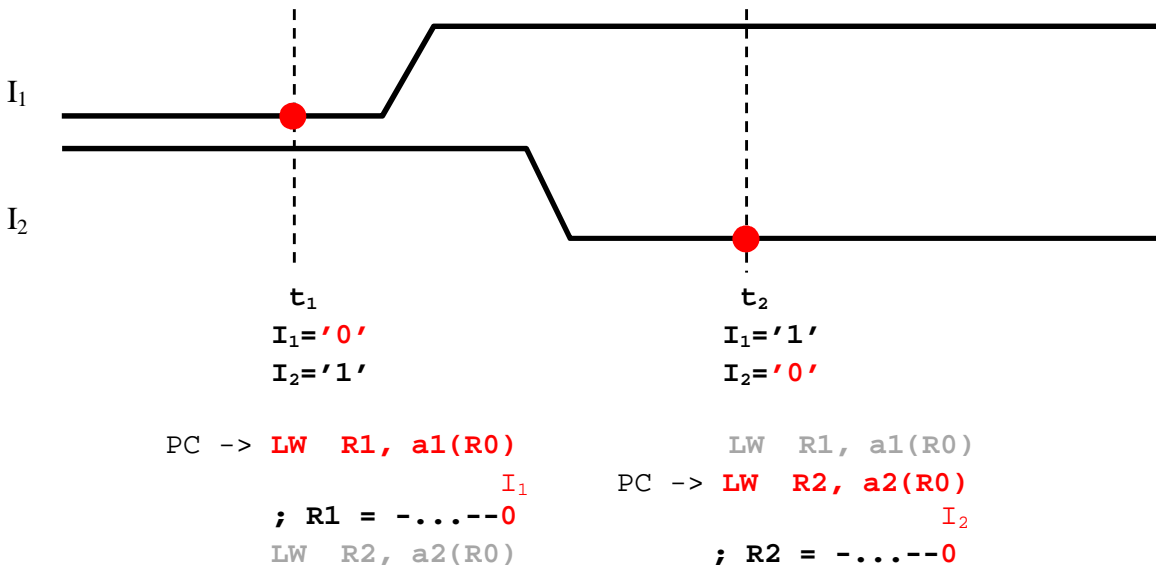 I₁
I₂
t₁
I₁='0'
I₂='1'
PC -> LW  R1, a1(R0)
I₁
; R1 = -...--0
LW  R2, a2(R0)
t₂
I₁='1'
I₂='0'
LW  R1, a1(R0)
PC -> LW  R2, a2(R0)
I₂
; R2 = -...--0